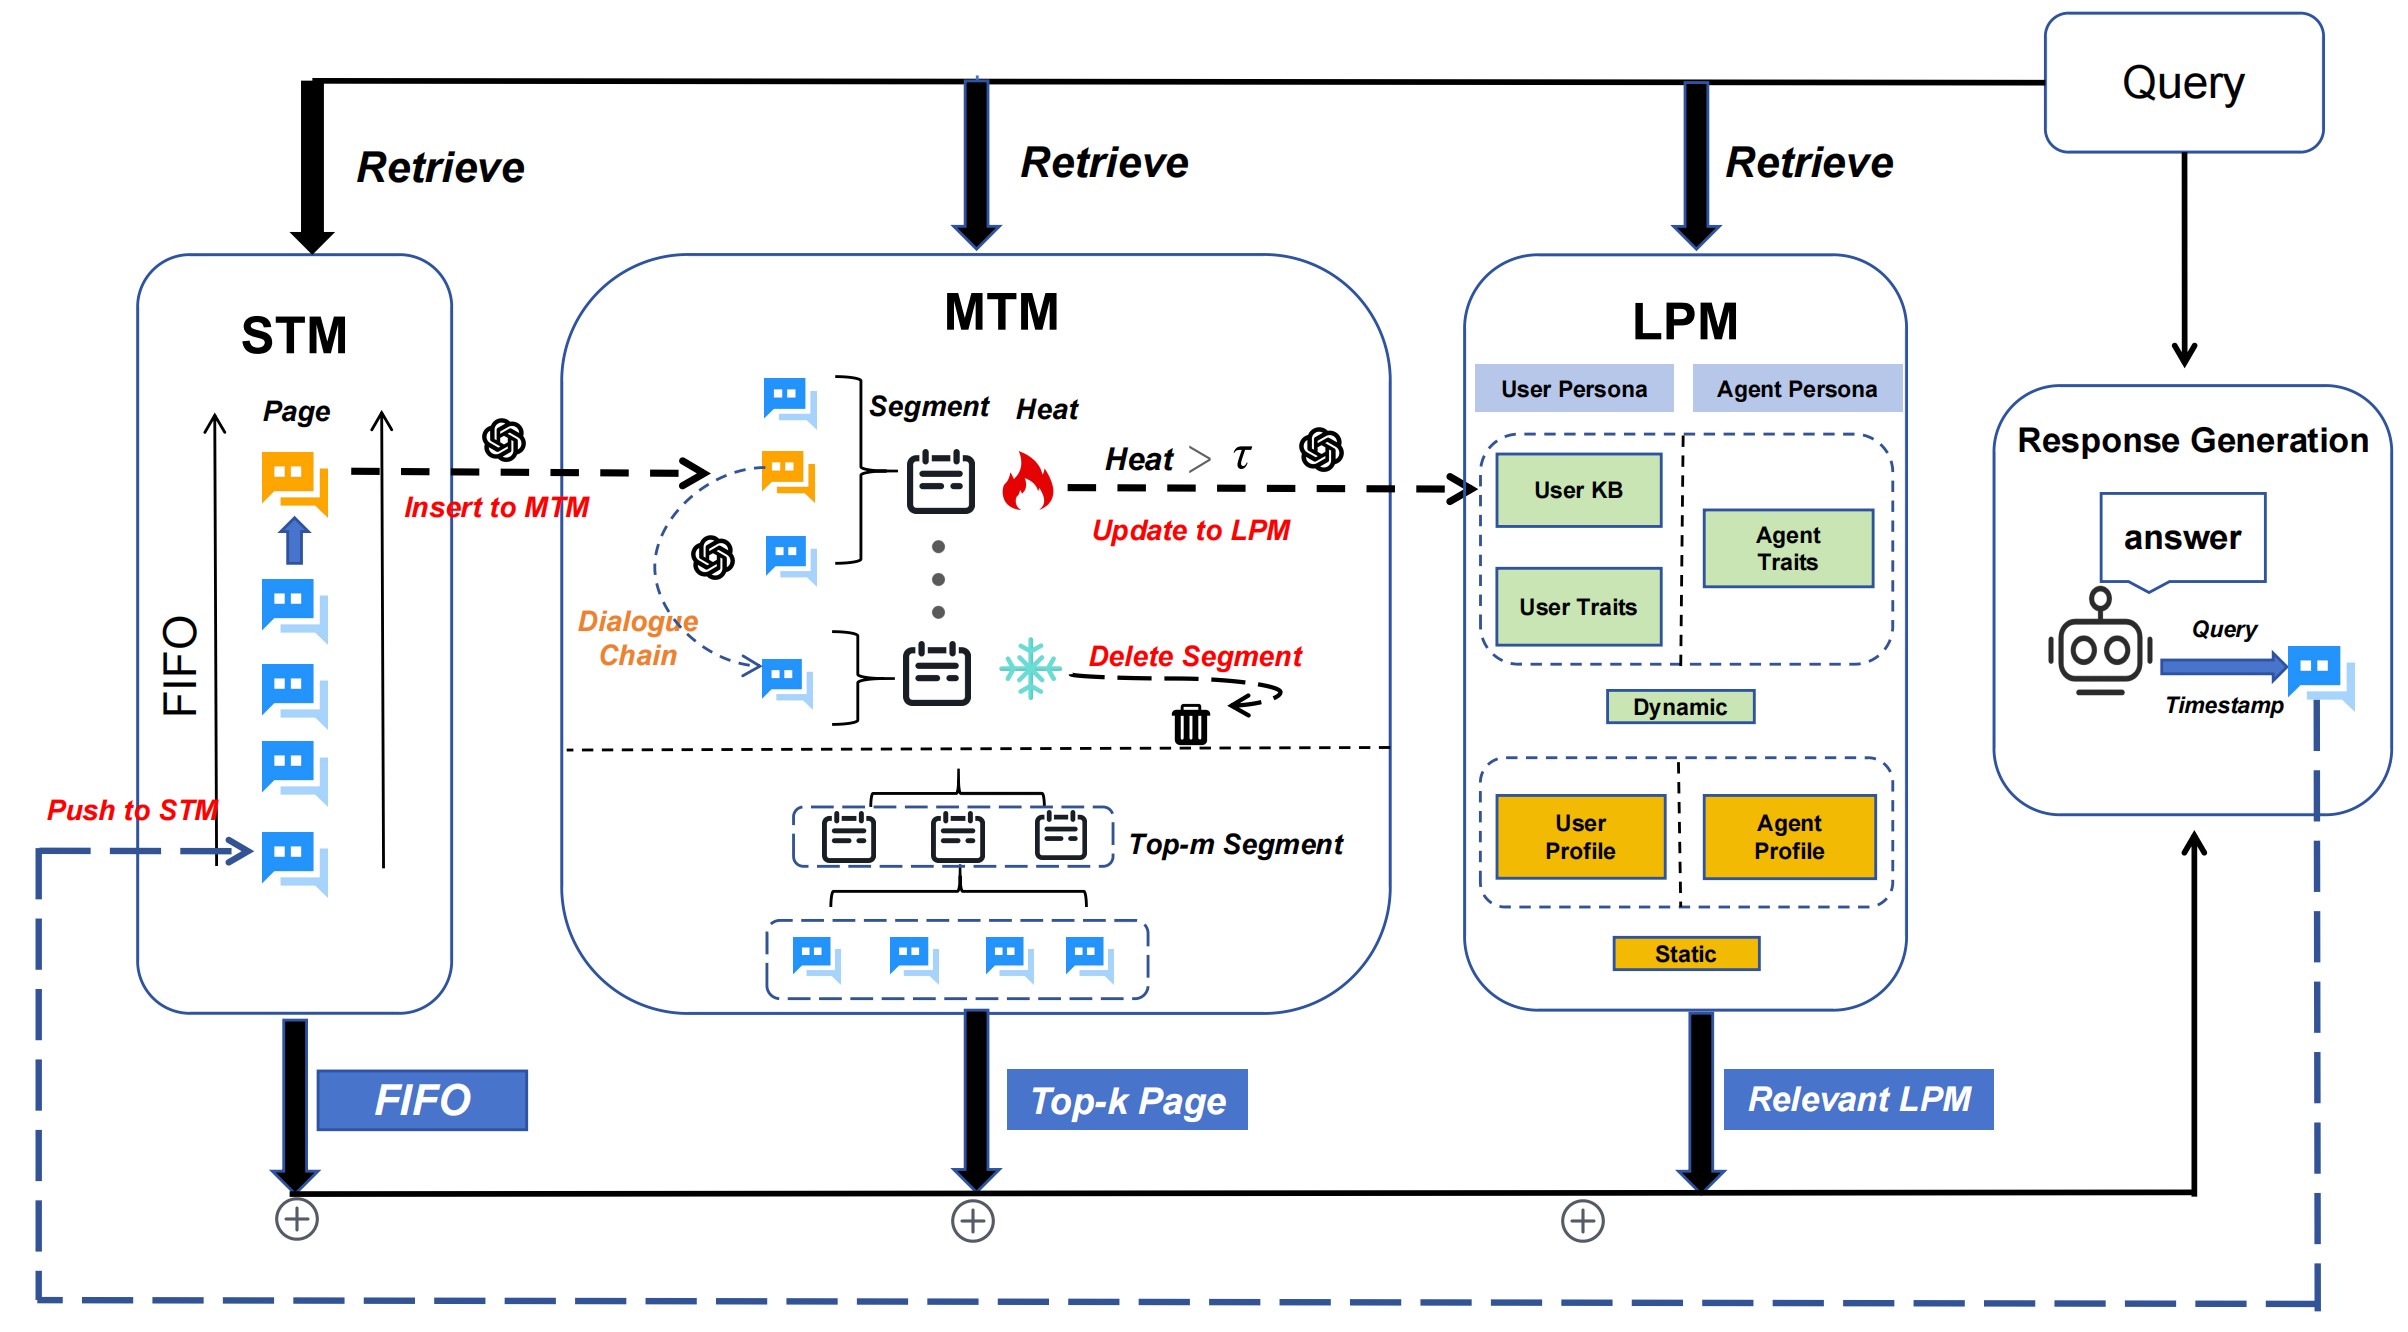 Query
Retrieve
Retrieve
Retrieve
STM
Page
FIFO
Push to STM
Insert to MTM
MTM
Segment
Heat
Heat > τ
Update to LPM
Dialogue
Chain
Delete Segment
Top-m Segment
LPM
User Persona
Agent Persona
User KB
Agent
Traits
User Traits
Dynamic
User
Profile
Agent
Profile
Static
Response Generation
answer
Query
Timestamp
FIFO
Top-k Page
Relevant LPM